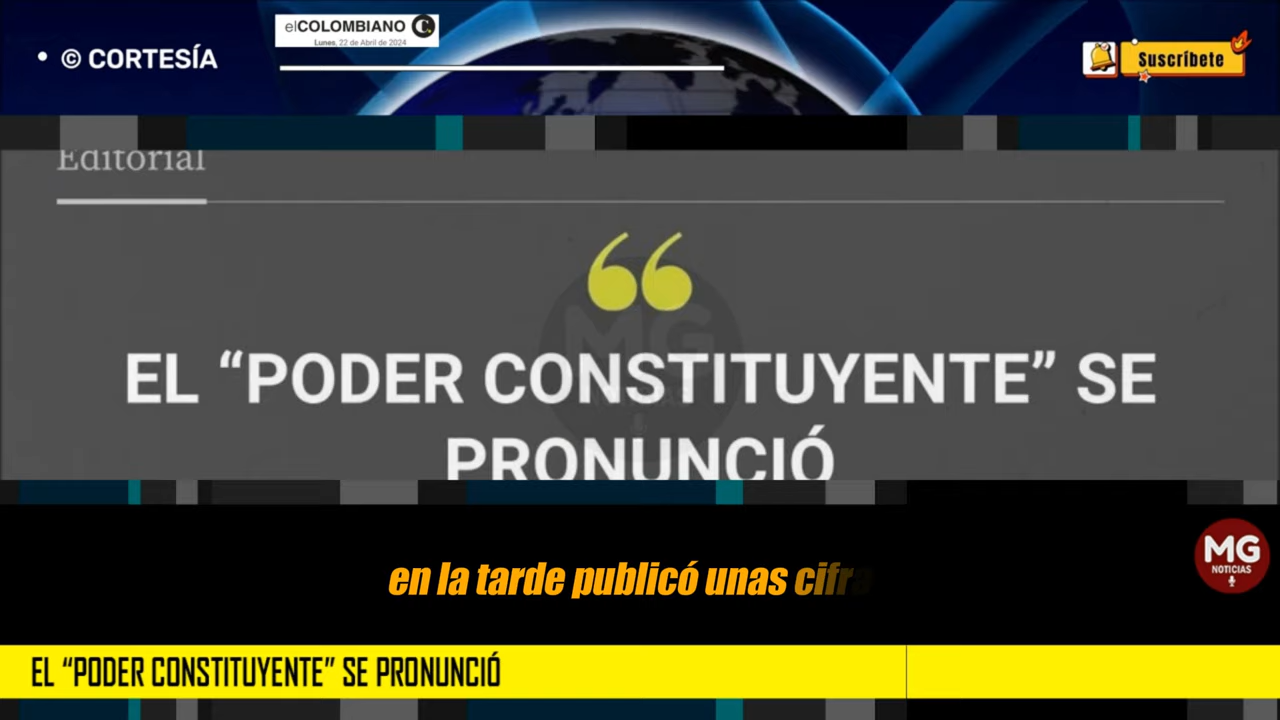 elCOLOMBIANO
Lunes, 22 de Abril de 2024
• © CORTESÍA
Suscríbete
Editorial
EL “PODER CONSTITUYENTE” SE
PRONUNCIÓ
en la tarde publicó unas cifra
MG
NOTICIAS
EL “PODER CONSTITUYENTE” SE PRONUNCIÓ